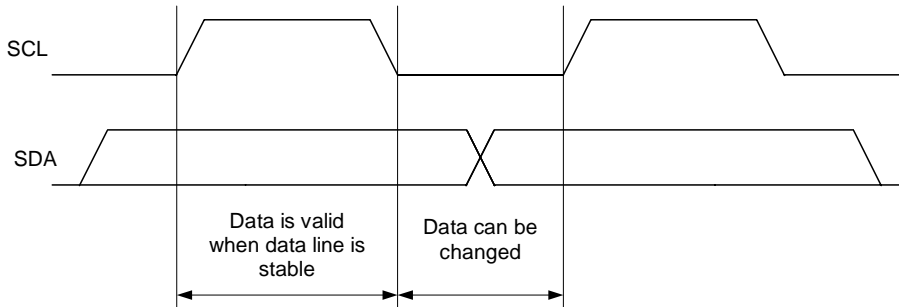 SCL
SDA
Data is valid
when data line is
stable
Data can be
changed